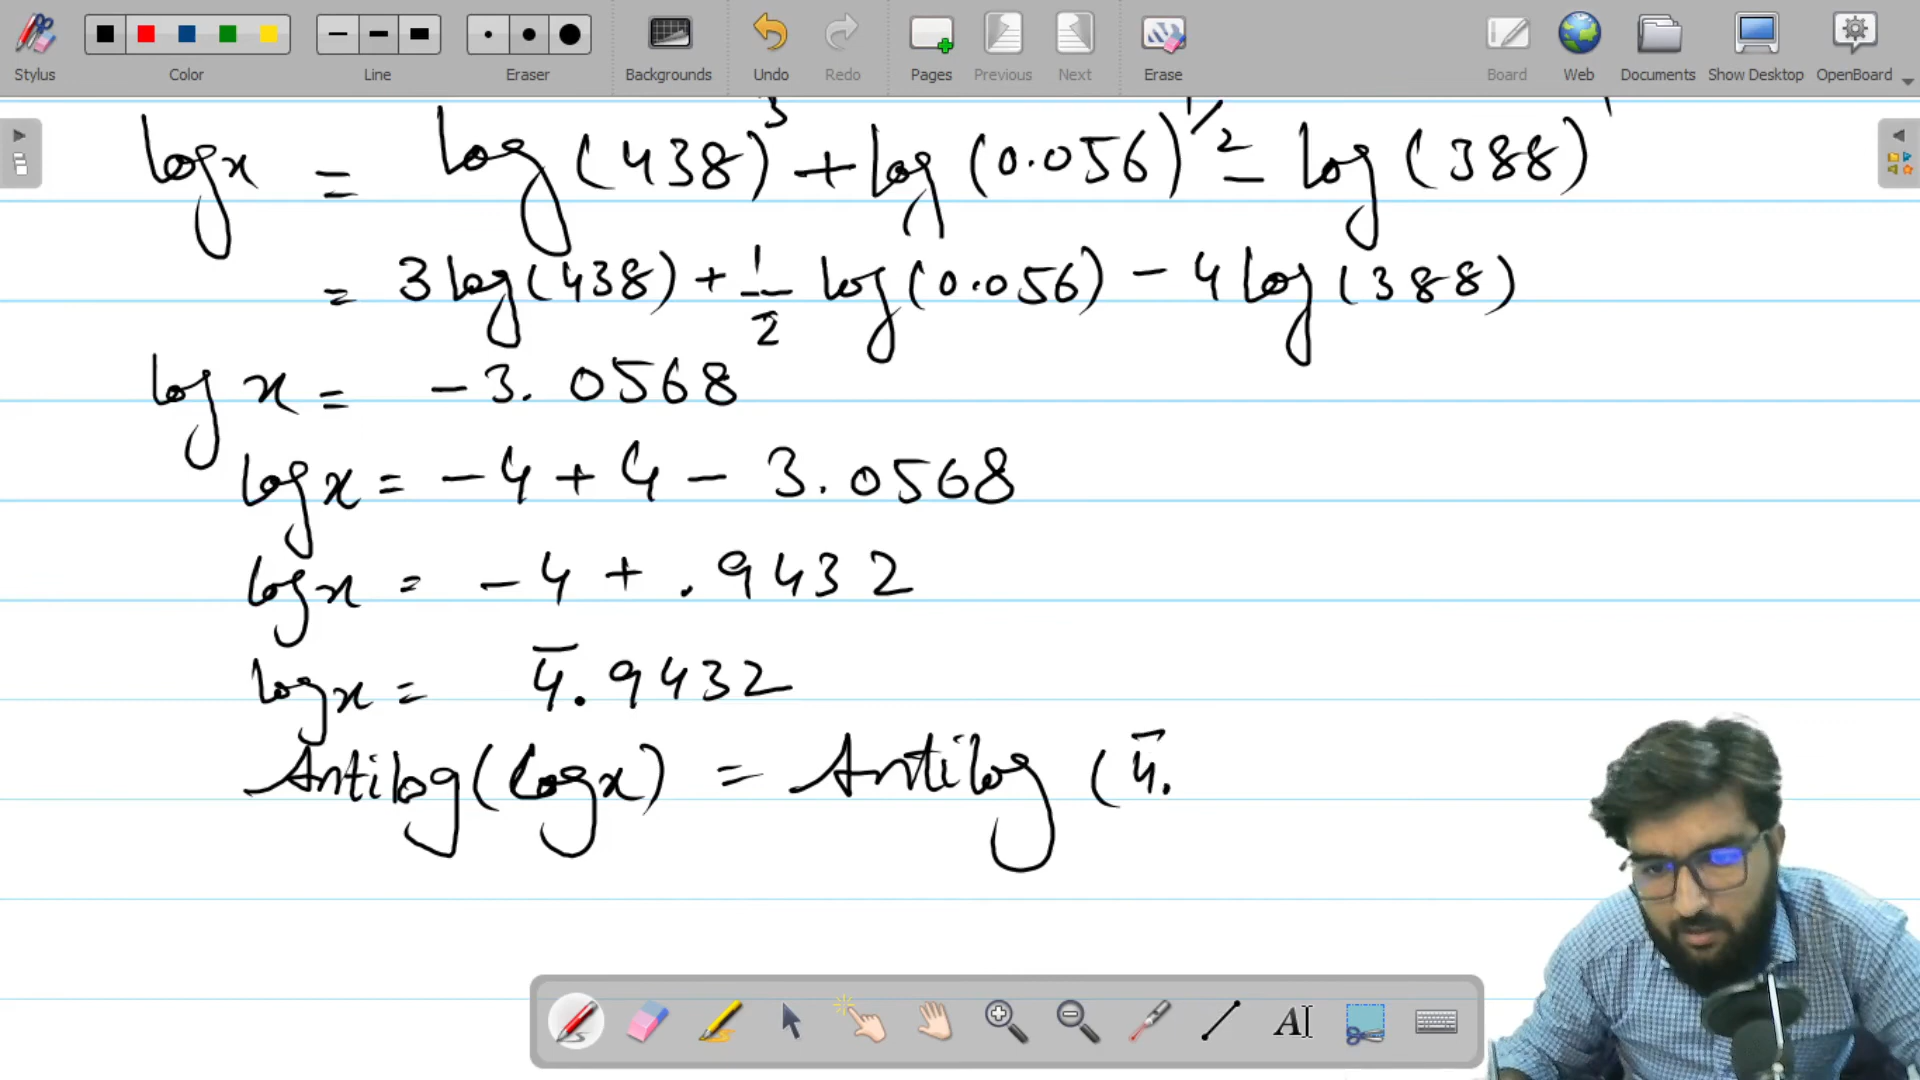 Stylus Color Line Eraser Backgrounds Undo Redo Pages Previous Next Erase Board Web Documents Show Desktop OpenBoard
log x = log (438)³ + log (0.056)^1/2 - log (388)
= 3 log (438) + 1/2 log (0.056) - 4 log (388)
log x = -3.0568
log x = -4 + 4 - 3.0568
log x = -4 + .9432
log x = 4̅.9432
Antilog (log x) = Antilog (4̅.
AI